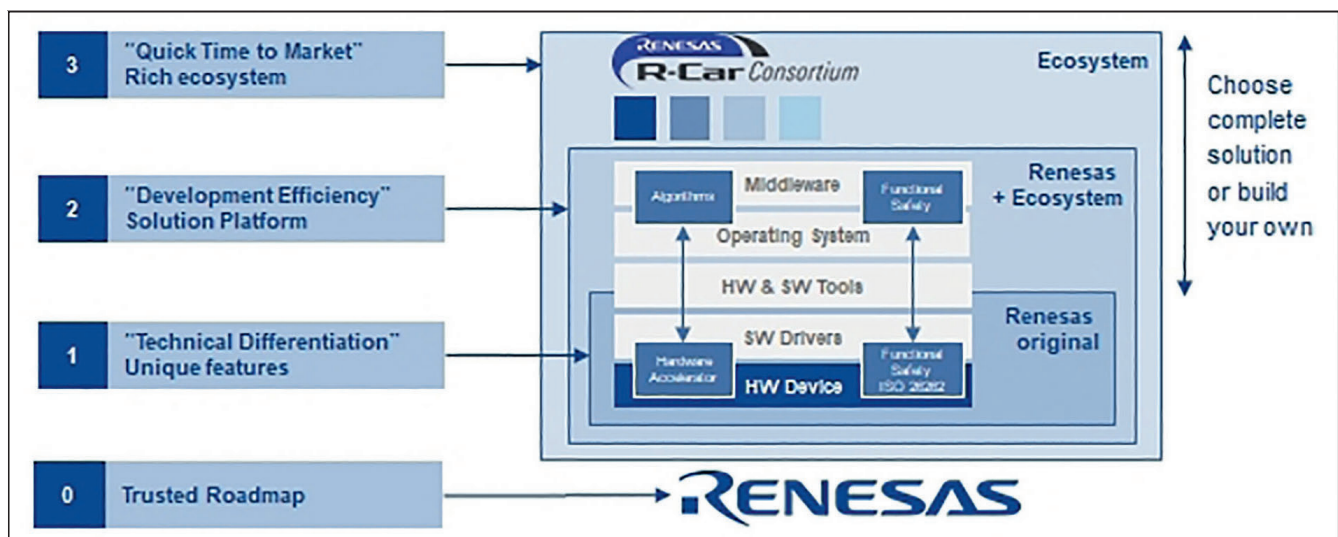 3
"Quick Time to Market"
Rich ecosystem
RENESAS
R-Car Consortium
Ecosystem
Choose
complete
solution
or build
your own
2
"Development Efficiency"
Solution Platform
Renesas
+ Ecosystem
Middleware
Algorithms
Functional
Safety
Operating System
HW & SW Tools
1
"Technical Differentiation"
Unique features
Renesas
original
SW Drivers
Hardware
Accelerator
Functional
Safety
ISO 26262
HW Device
0
Trusted Roadmap
RENESAS